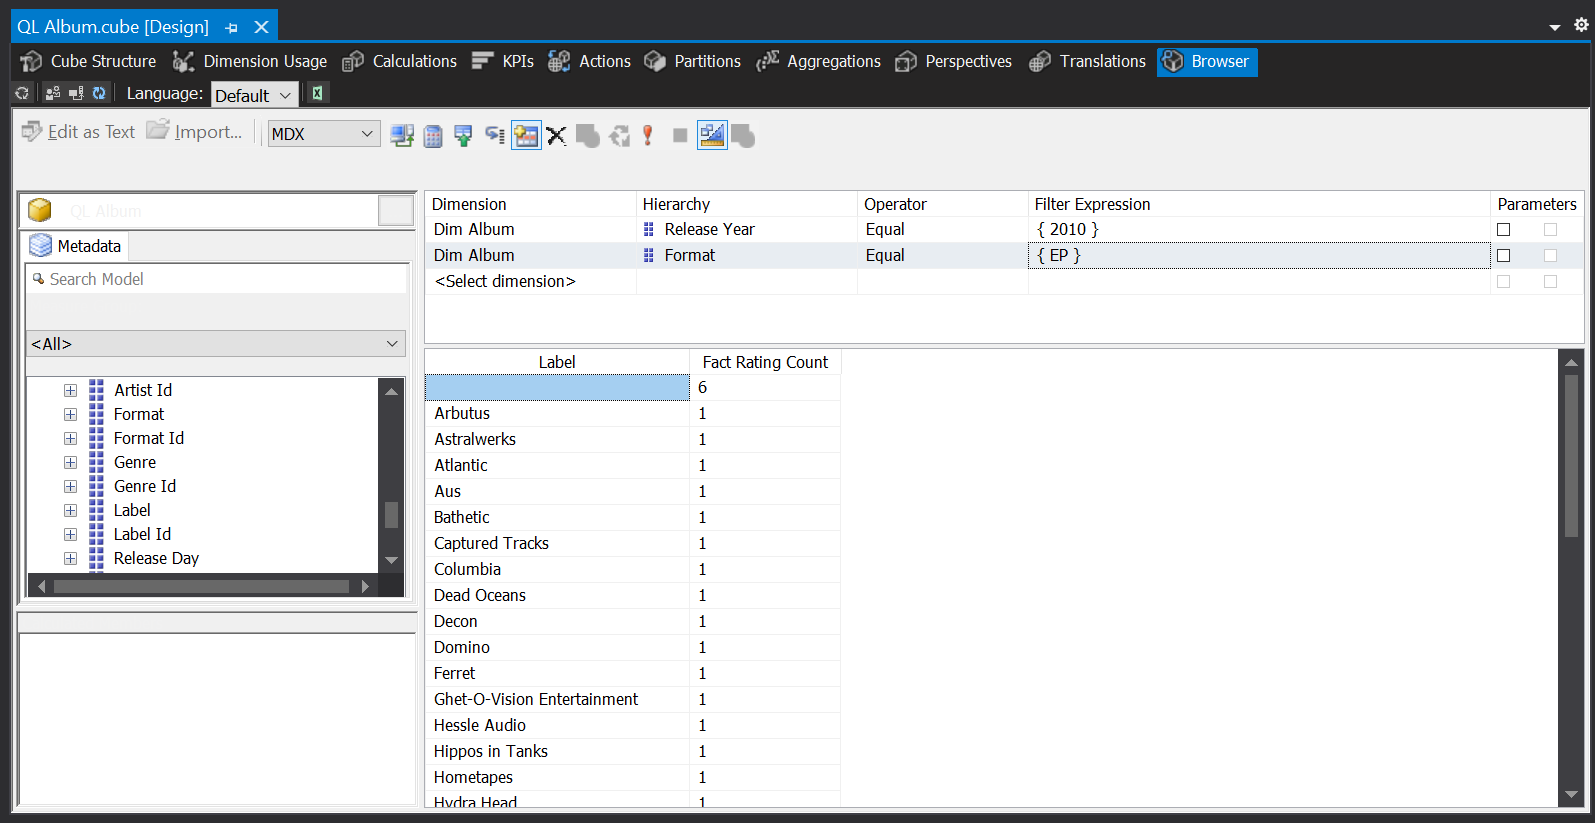 QL Album.cube [Design]
Cube Structure Dimension Usage Calculations KPIs Actions Partitions Aggregations Perspectives Translations Browser
Language: Default
Edit as Text Import... MDX
QL Album
Metadata
Search Model
<All>
Artist Id
Format
Format Id
Genre
Genre Id
Label
Label Id
Release Day
Dimension Hierarchy Operator Filter Expression Parameters
Dim Album Release Year Equal { 2010 }
Dim Album Format Equal { EP }
<Select dimension>
Label Fact Rating Count
6
Arbutus 1
Astralwerks 1
Atlantic 1
Aus 1
Bathetic 1
Captured Tracks 1
Columbia 1
Dead Oceans 1
Decon 1
Domino 1
Ferret 1
Ghet-O-Vision Entertainment 1
Hessle Audio 1
Hippos in Tanks 1
Hometapes 1
Hydra Head 1